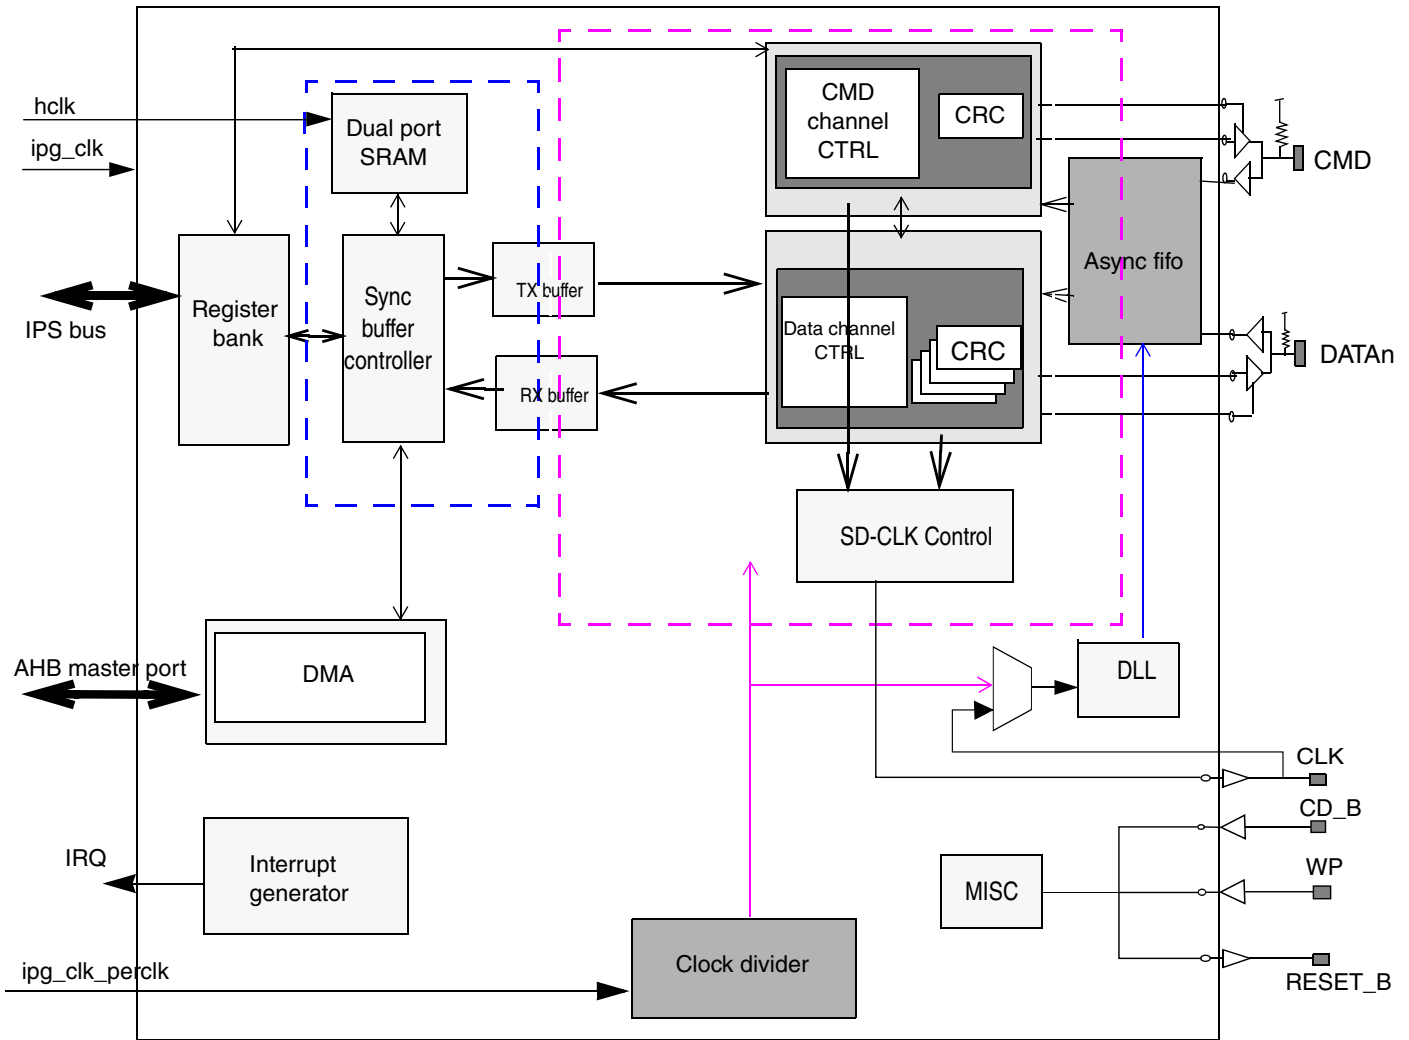 hclk
ipg_clk
Dual port
SRAM
CMD
channel
CTRL
CRC
CMD
Async fifo
IPS bus
Register
bank
Sync
buffer
controller
TX buffer
RX buffer
Data channel
CTRL
CRC
DATAn
SD-CLK Control
AHB master port
DMA
DLL
CLK
CD_B
WP
RESET_B
IRQ
Interrupt
generator
MISC
ipg_clk_perclk
Clock divider